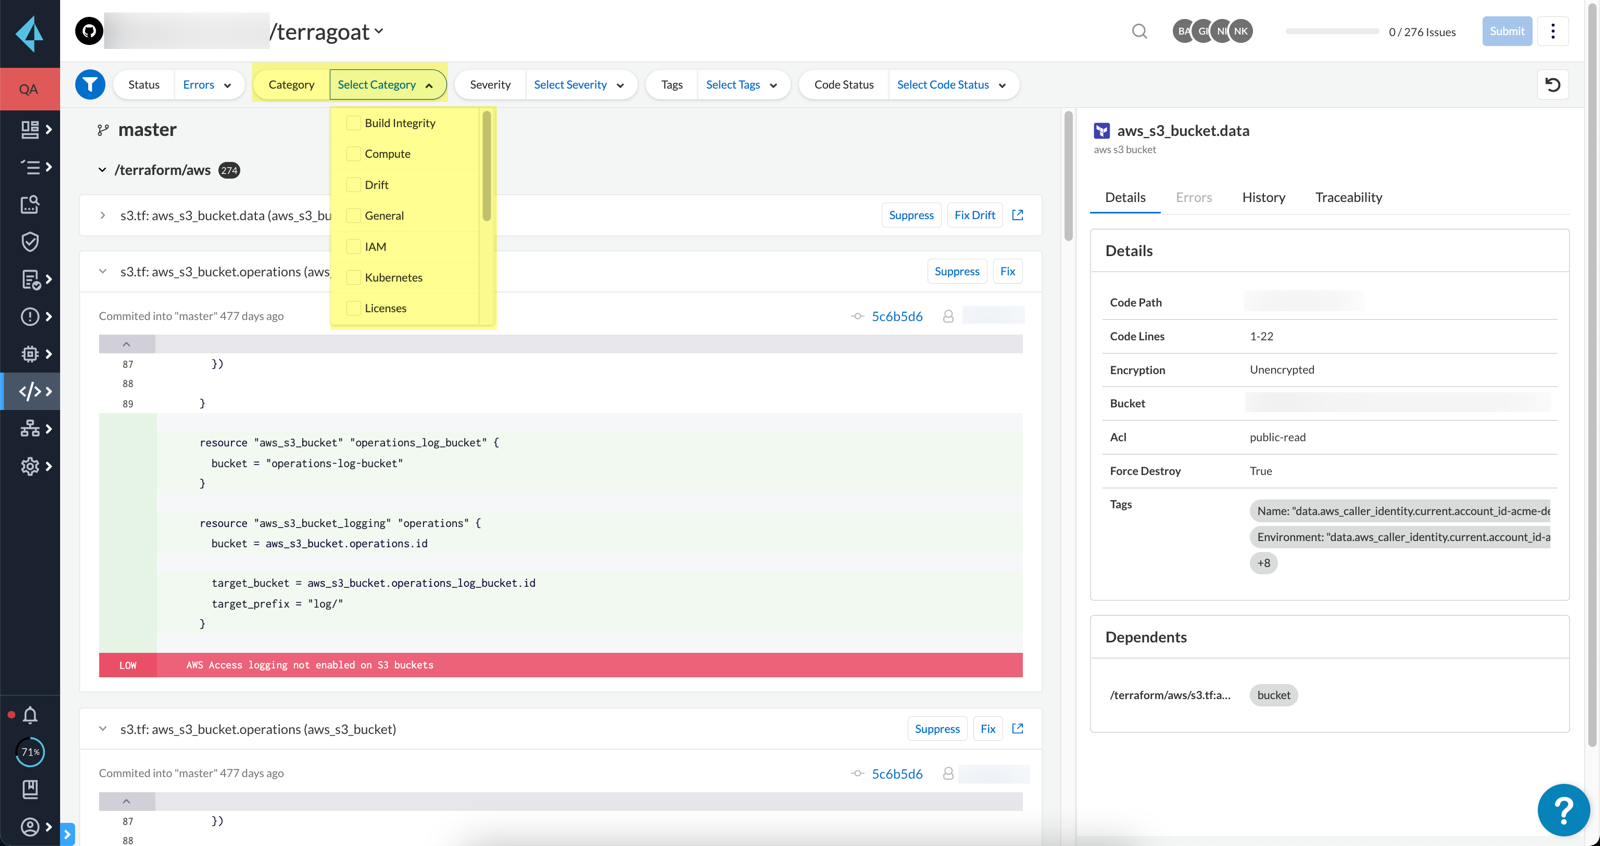 /terragoat
BA
GI
NI
NK
0 / 276 Issues
Submit
QA
Status
Errors
Category
Select Category
Severity
Select Severity
Tags
Select Tags
Code Status
Select Code Status
master
/terraform/aws 274
Build Integrity
Compute
Drift
General
IAM
Kubernetes
Licenses
s3.tf: aws_s3_bucket.data (aws_s3_bu
Suppress
Fix Drift
s3.tf: aws_s3_bucket.operations (aws_
Suppress
Fix
Commited into "master" 477 days ago
5c6b5d6
87 })
88
89 }
resource "aws_s3_bucket" "operations_log_bucket" {
bucket = "operations-log-bucket"
}
resource "aws_s3_bucket_logging" "operations" {
bucket = aws_s3_bucket.operations.id
target_bucket = aws_s3_bucket.operations_log_bucket.id
target_prefix = "log/"
}
LOW AWS Access logging not enabled on S3 buckets
s3.tf: aws_s3_bucket.operations (aws_s3_bucket)
Suppress
Fix
Commited into "master" 477 days ago
5c6b5d6
87 })
88
71%
aws_s3_bucket.data
aws s3 bucket
Details
Errors
History
Traceability
Details
Code Path
Code Lines 1-22
Encryption Unencrypted
Bucket
Acl public-read
Force Destroy True
Tags Name: "data.aws_caller_identity.current.account_id-acme-de
Environment: "data.aws_caller_identity.current.account_id-a
+8
Dependents
/terraform/aws/s3.tf:a... bucket
?